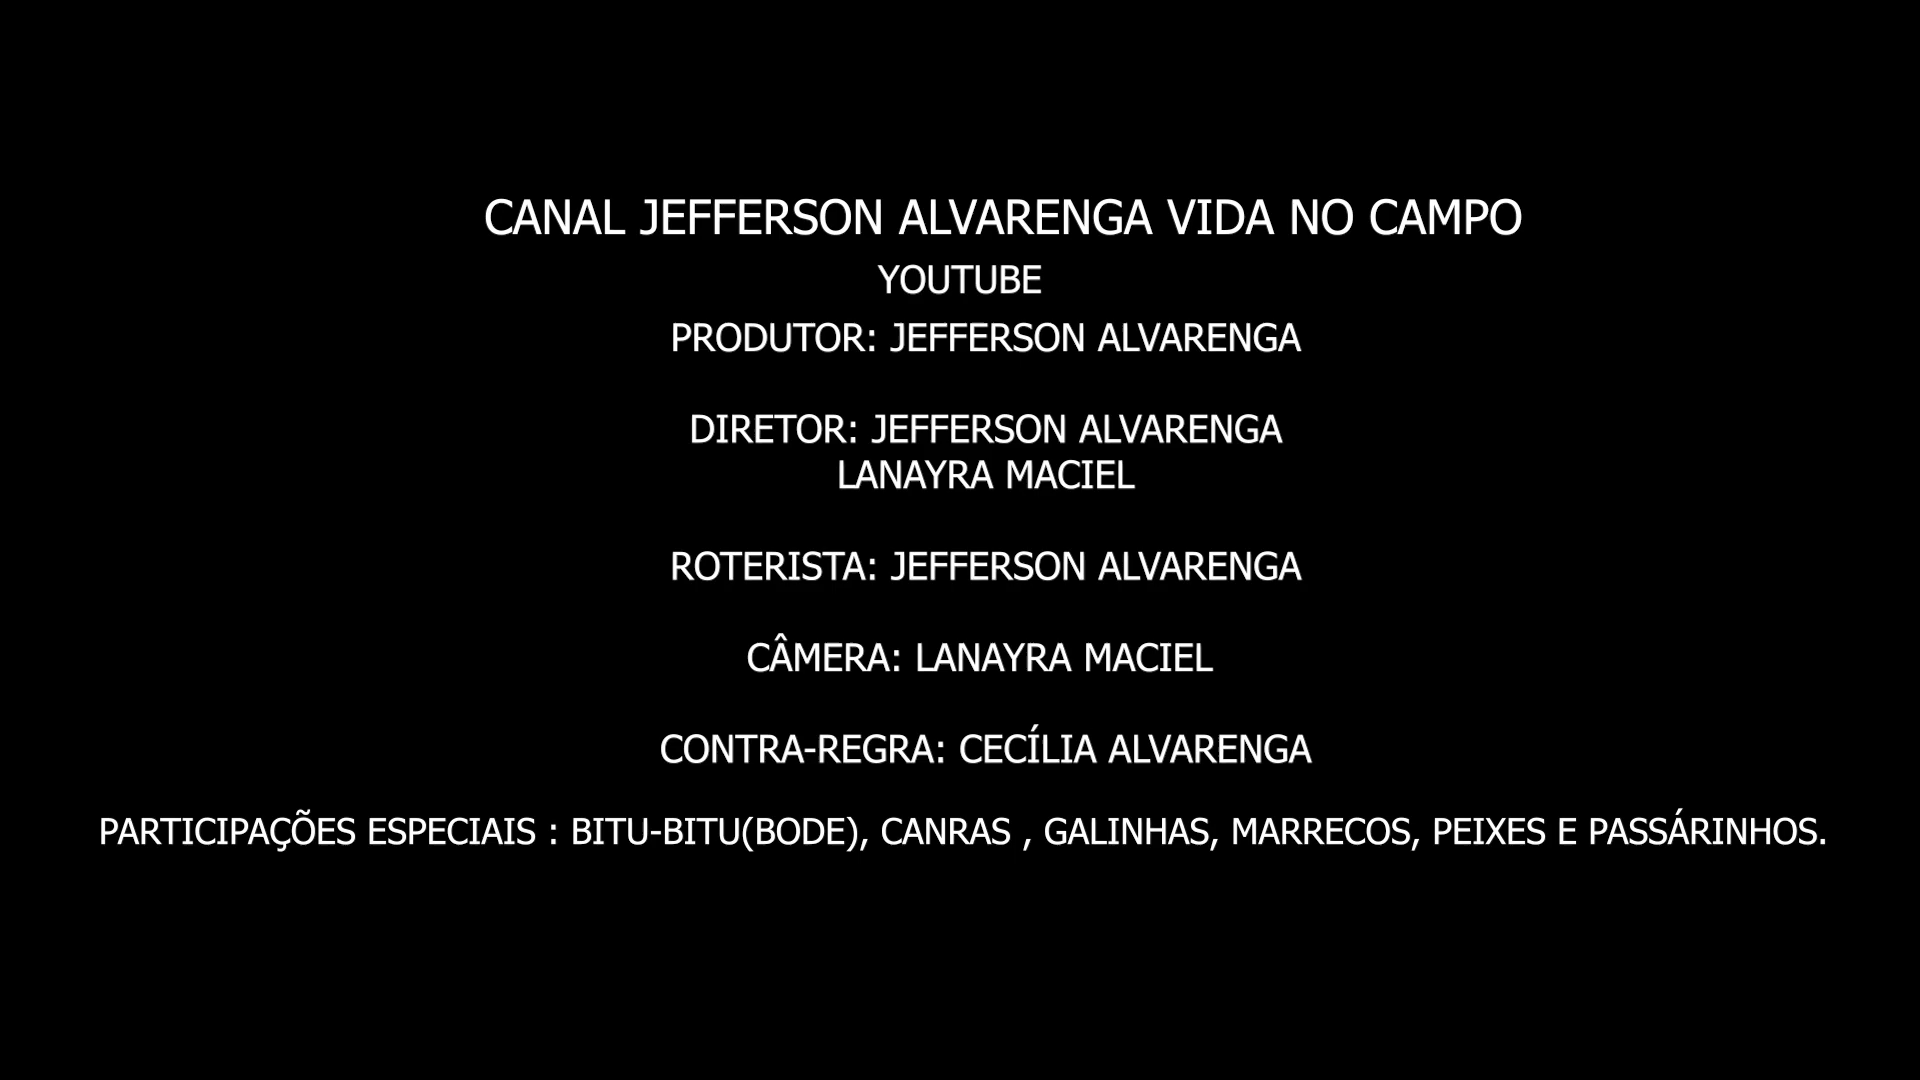 CANAL JEFFERSON ALVARENGA VIDA NO CAMPO
YOUTUBE
PRODUTOR: JEFFERSON ALVARENGA
DIRETOR: JEFFERSON ALVARENGA
LANAYRA MACIEL
ROTERISTA: JEFFERSON ALVARENGA
CÂMERA: LANAYRA MACIEL
CONTRA-REGRA: CECÍLIA ALVARENGA
PARTICIPAÇÕES ESPECIAIS : BITU-BITU(BODE), CANRAS , GALINHAS, MARRECOS, PEIXES E PASSÁRINHOS.